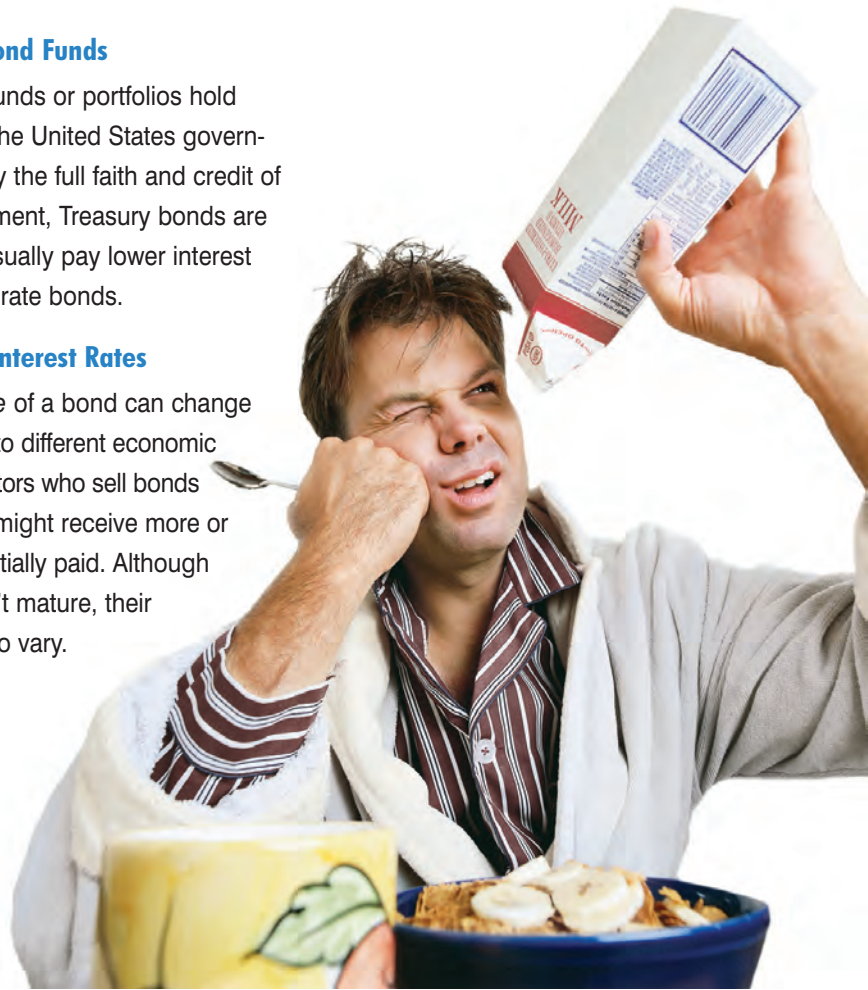 ond Funds
unds or portfolios hold
he United States govern-
y the full faith and credit of
ment, Treasury bonds are
sually pay lower interest
rate bonds.
nterest Rates
e of a bond can change
to different economic
tors who sell bonds
might receive more or
tially paid. Although
't mature, their
o vary.
MILK